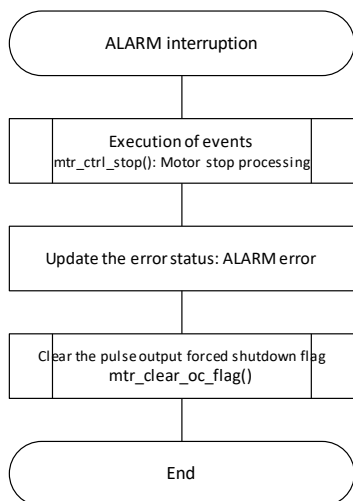 ALARM interruption
Execution of events
mtr_ctrl_stop(): Motor stop processing
Update the error status: ALARM error
Clear the pulse output forced shutdown flag
mtr_clear_oc_flag()
End